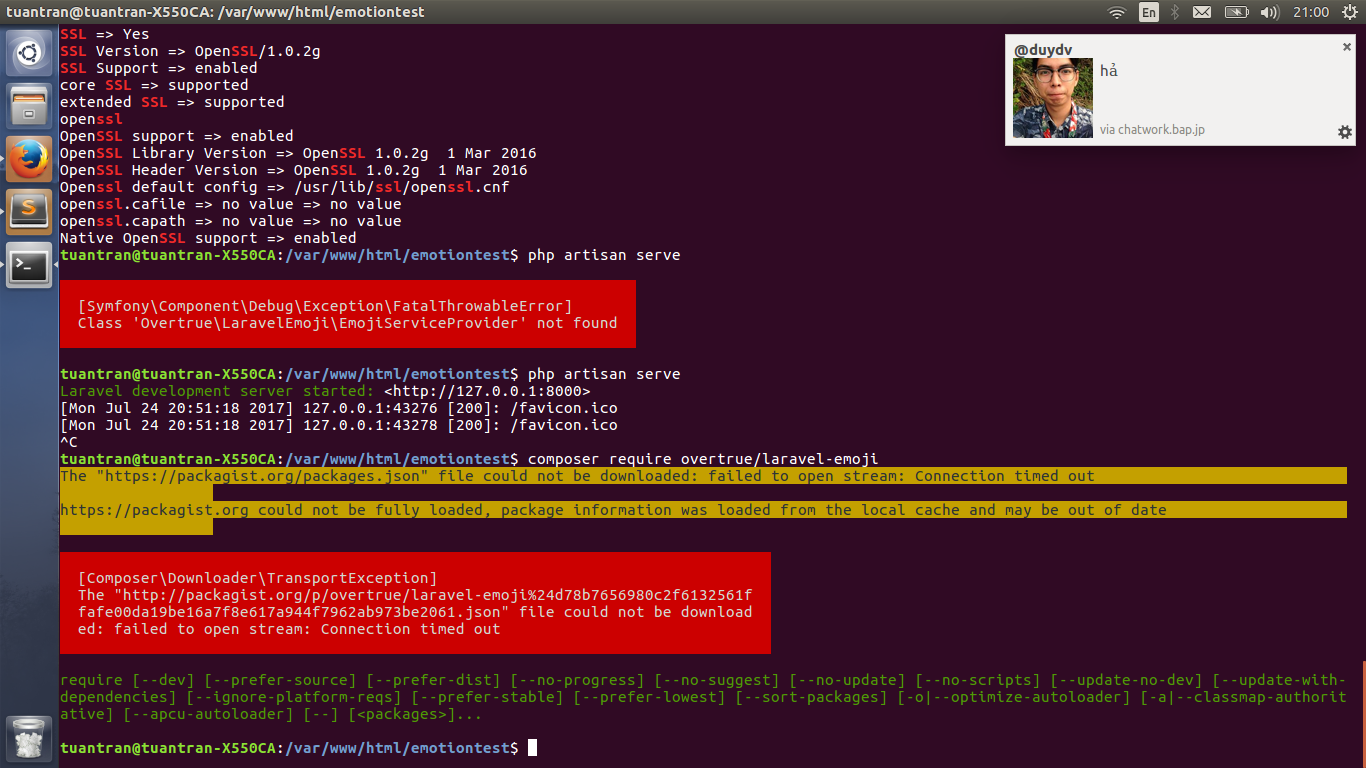 tuantran@tuantran-X550CA: /var/www/html/emotiontest
En
21:00
SSL => Yes
SSL Version => OpenSSL/1.0.2g
SSL Support => enabled
core SSL => supported
extended SSL => supported
openssl
OpenSSL support => enabled
OpenSSL Library Version => OpenSSL 1.0.2g  1 Mar 2016
OpenSSL Header Version => OpenSSL 1.0.2g  1 Mar 2016
Openssl default config => /usr/lib/ssl/openssl.cnf
openssl.cafile => no value => no value
openssl.capath => no value => no value
Native OpenSSL support => enabled
tuantran@tuantran-X550CA:/var/www/html/emotiontest$ php artisan serve
[Symfony\Component\Debug\Exception\FatalThrowableError]
Class 'Overtrue\LaravelEmoji\EmojiServiceProvider' not found
tuantran@tuantran-X550CA:/var/www/html/emotiontest$ php artisan serve
Laravel development server started: <http://127.0.0.1:8000>
[Mon Jul 24 20:51:18 2017] 127.0.0.1:43276 [200]: /favicon.ico
[Mon Jul 24 20:51:18 2017] 127.0.0.1:43278 [200]: /favicon.ico
^C
tuantran@tuantran-X550CA:/var/www/html/emotiontest$ composer require overtrue/laravel-emoji
The "https://packagist.org/packages.json" file could not be downloaded: failed to open stream: Connection timed out
https://packagist.org could not be fully loaded, package information was loaded from the local cache and may be out of date
[Composer\Downloader\TransportException]
The "http://packagist.org/p/overtrue/laravel-emoji%24d78b7656980c2f6132561f
fafe00da19be16a7f8e617a944f7962ab973be2061.json" file could not be download
ed: failed to open stream: Connection timed out
require [--dev] [--prefer-source] [--prefer-dist] [--no-progress] [--no-suggest] [--no-update] [--no-scripts] [--update-no-dev] [--update-with-
dependencies] [--ignore-platform-reqs] [--prefer-stable] [--prefer-lowest] [--sort-packages] [-o|--optimize-autoloader] [-a|--classmap-authorit
ative] [--apcu-autoloader] [--] [<packages>]...
tuantran@tuantran-X550CA:/var/www/html/emotiontest$
@duydv
hả
via chatwork.bap.jp